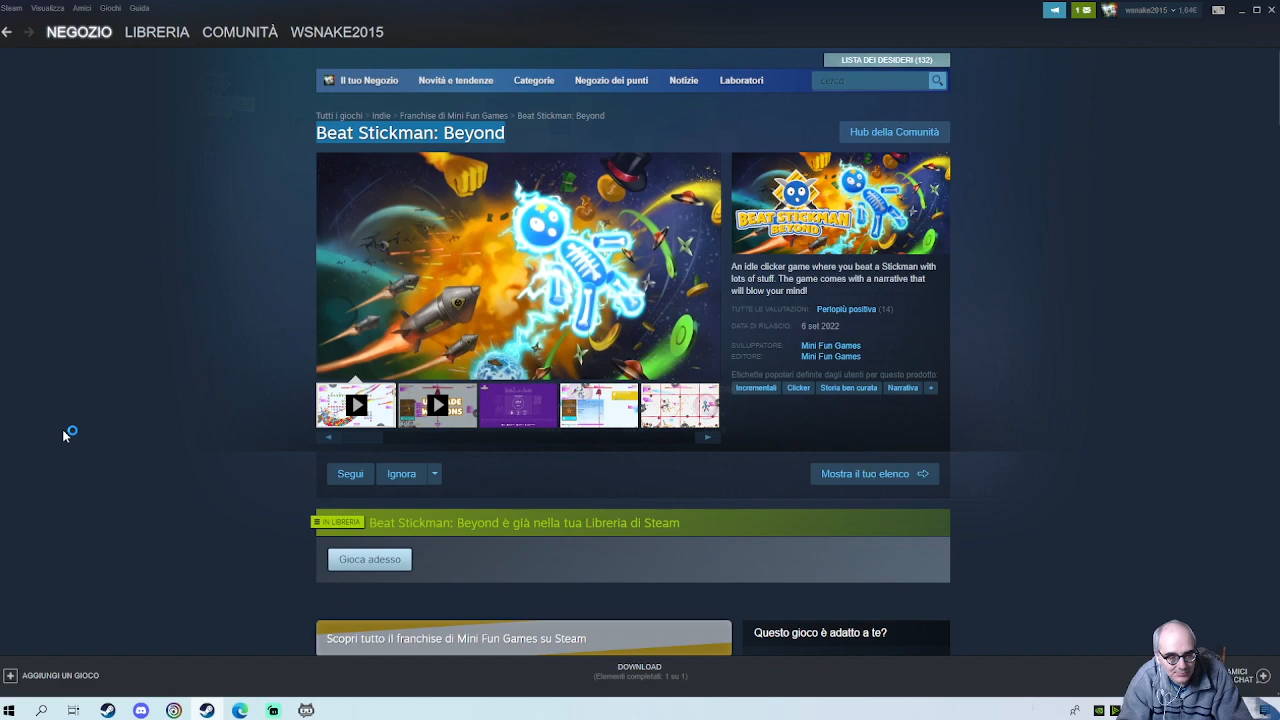 Steam Visualizza Amici Giochi Guida
1
wsnake2015 1,64€
NEGOZIO LIBRERIA COMUNITÀ WSNAKE2015
LISTA DEI DESIDERI (132)
Il tuo Negozio Novità e tendenze Categorie Negozio dei punti Notizie Laboratori cerca
Tutti i giochi > Indie > Franchise di Mini Fun Games > Beat Stickman: Beyond
Beat Stickman: Beyond
Hub della Comunità
BEAT STICKMAN
BEYOND
An idle clicker game where you beat a Stickman with
lots of stuff. The game comes with a narrative that
will blow your mind!
TUTTE LE VALUTAZIONI: Perlopiù positiva (14)
DATA DI RILASCIO: 6 set 2022
SVILUPPATORE: Mini Fun Games
EDITORE: Mini Fun Games
Etichette popolari definite dagli utenti per questo prodotto:
Incrementali Clicker Storia ben curata Narrativa +
Segui Ignora
Mostra il tuo elenco
IN LIBRERIA Beat Stickman: Beyond è già nella tua Libreria di Steam
Gioca adesso
Scopri tutto il franchise di Mini Fun Games su Steam
Questo gioco è adatto a te?
AGGIUNGI UN GIOCO
DOWNLOAD
(Elementi completati: 1 su 1)
AMICI
CHAT